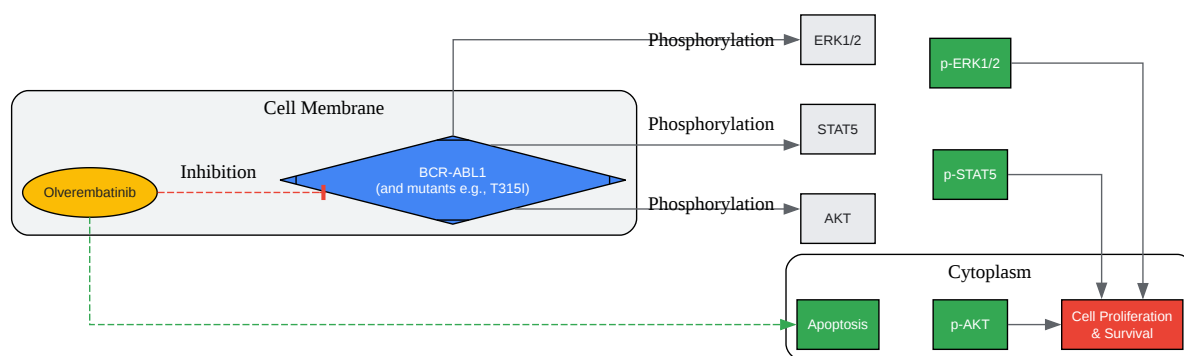 Phosphorylation
ERK1/2
p-ERK1/2
Cell Membrane
Phosphorylation
STAT5
Inhibition
BCR-ABL1
(and mutants e.g., T315I)
Olverembatinib
p-STAT5
Phosphorylation
AKT
Cytoplasm
Apoptosis
p-AKT
Cell Proliferation
& Survival